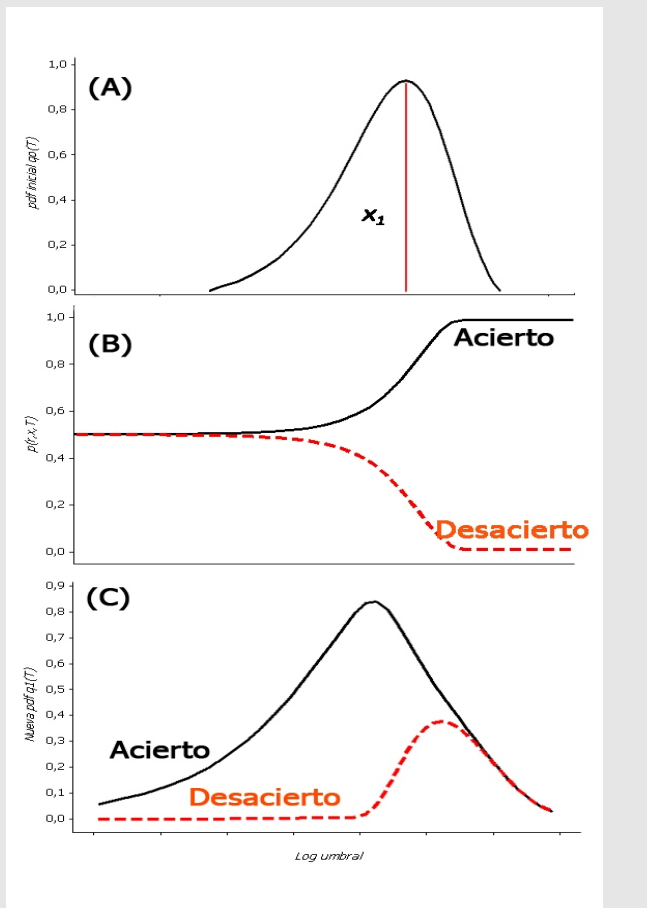 (A)
pdf inicial qp(T)
1,0
0,8
0,6
0,4
0,2
0,0
x1
(B)
p(r,x,T)
1,0
0,8
0,6
0,4
0,2
0,0
Acierto
Desacierto
(C)
Nueva pdf q1(T)
0,9
0,8
0,7
0,6
0,5
0,4
0,3
0,2
0,1
0,0
Acierto
Desacierto
Log umbral